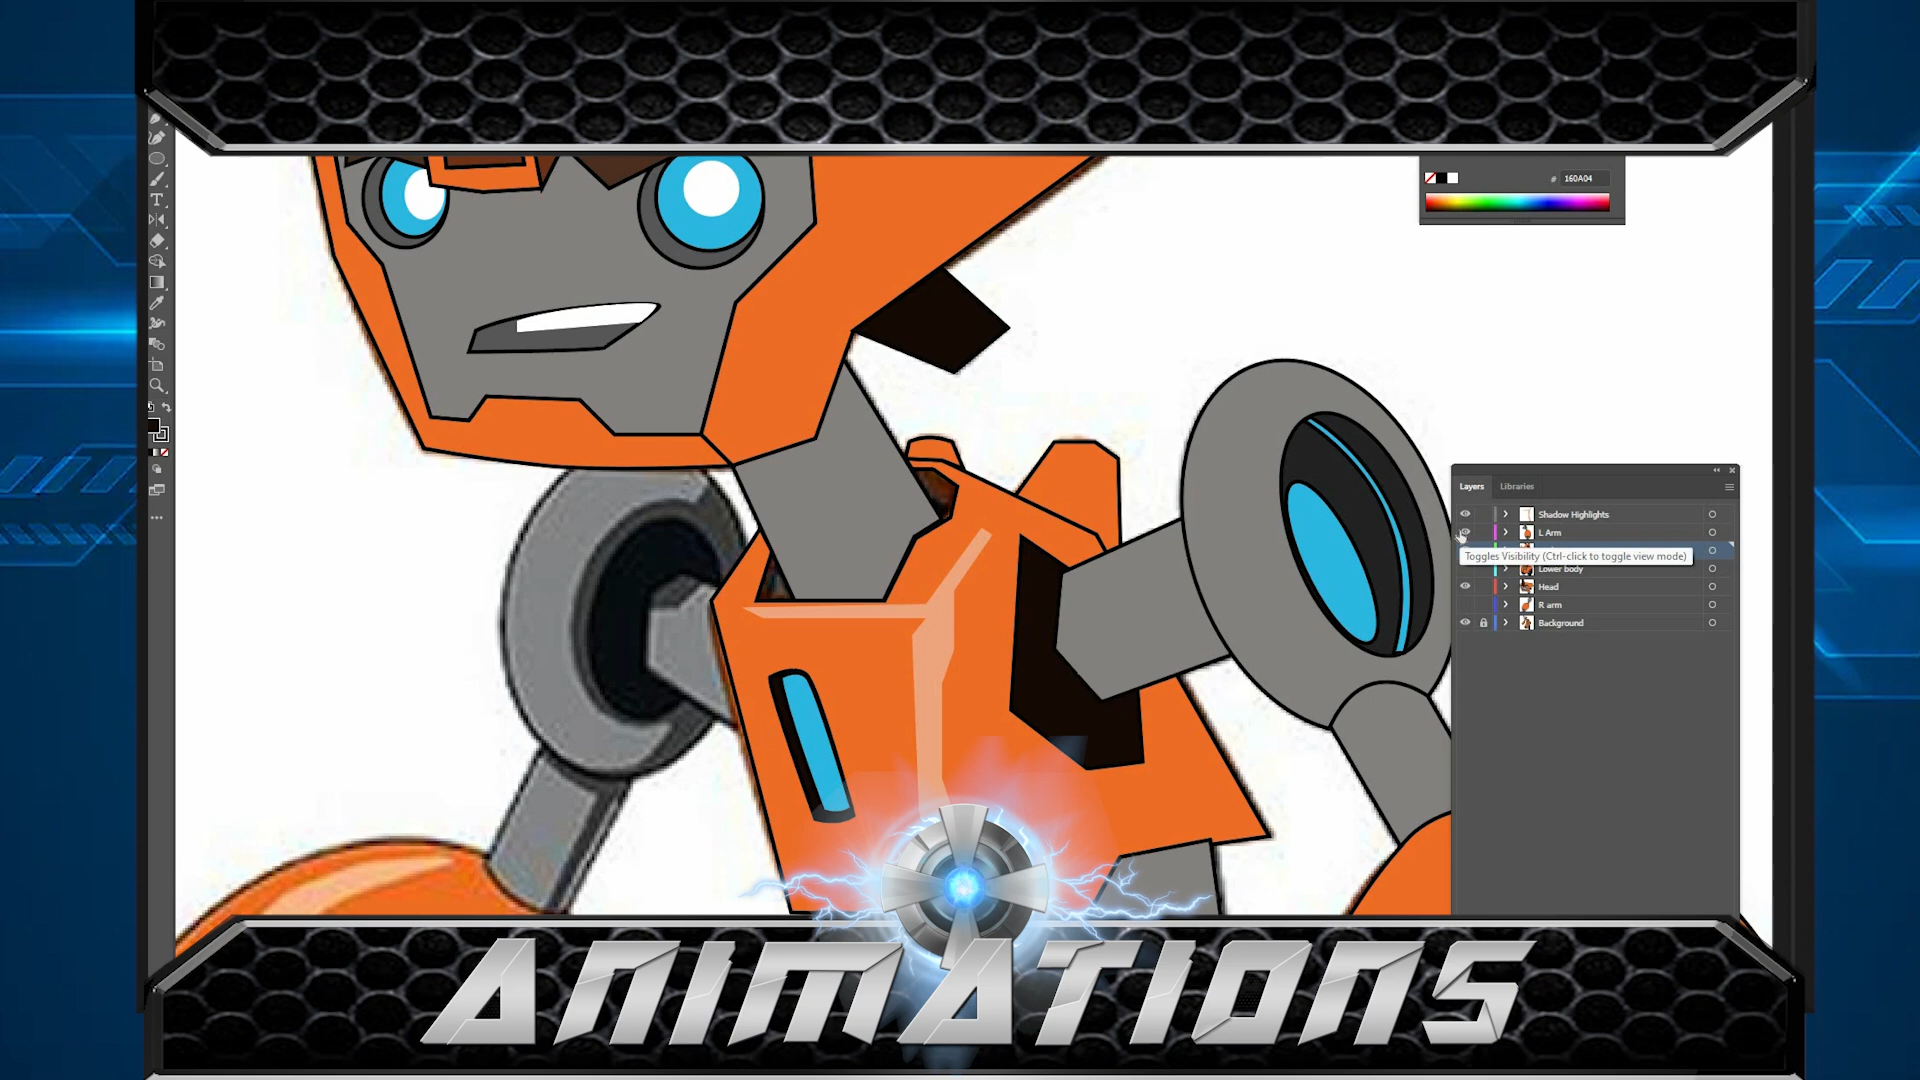 # 160A04
Layers Libraries
Shadow Highlights
L Arm
Toggles Visibility (Ctrl-click to toggle view mode)
Lower body
Head
R arm
Background
ANIMATIONS